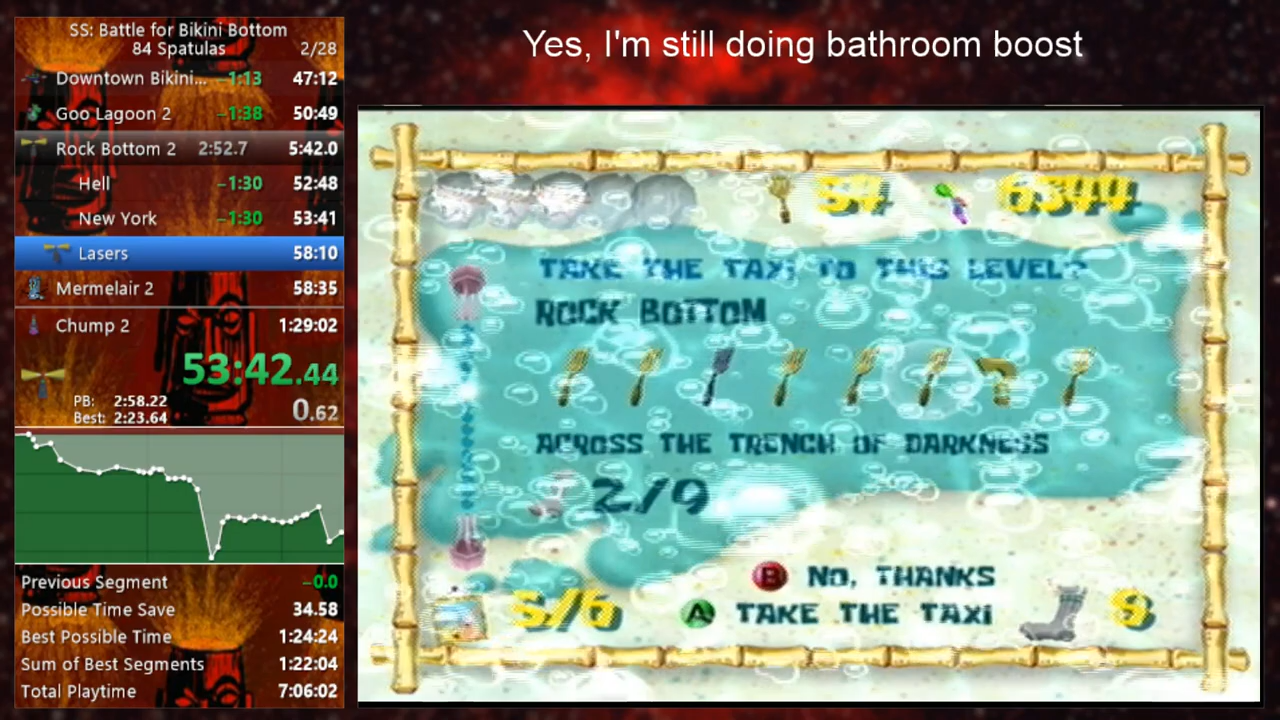 SS: Battle for Bikini Bottom
84 Spatulas 2/28
Downtown Bikini... −1:13 47:12
Goo Lagoon 2 −1:38 50:49
Rock Bottom 2 2:52.7 5:42.0
Hell −1:30 52:48
New York −1:30 53:41
Lasers 58:10
Mermelair 2 58:35
Chump 2 1:29:02
53:42.44
PB: 2:58.22
Best: 2:23.64
0.62
Previous Segment −0.0
Possible Time Save 34.58
Best Possible Time 1:24:24
Sum of Best Segments 1:22:04
Total Playtime 7:06:02
Yes, I'm still doing bathroom boost
54 6344
TAKE THE TAXI TO THIS LEVEL?
ROCK BOTTOM
?
ACROSS THE TRENCH OF DARKNESS
2/9
B NO, THANKS
5/6 A TAKE THE TAXI 9